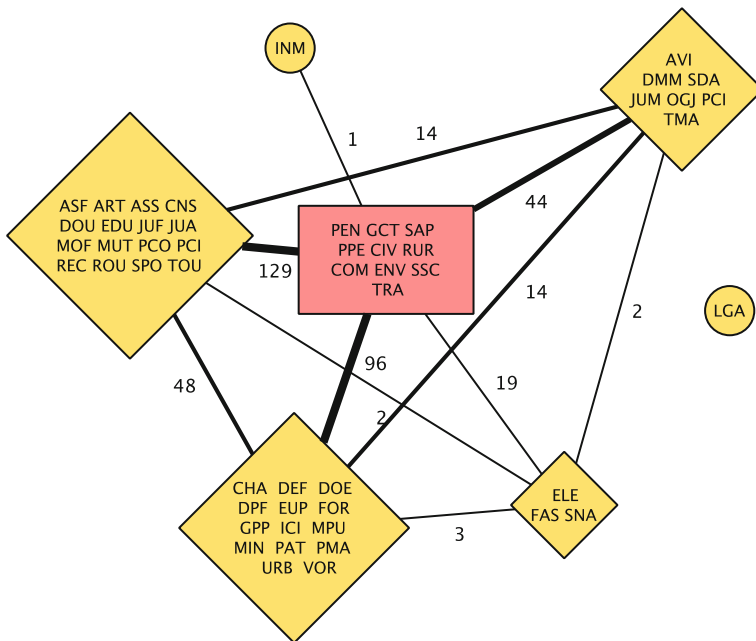 INM
AVI
DMM SDA
JUM OGJ PCI
TMA
14
1
ASF ART ASS CNS
DOU EDU JUF JUA
MOF MUT PCO PCI
REC ROU SPO TOU
44
PEN GCT SAP
PPE CIV RUR
COM ENV SSC
TRA
129
14
2
LGA
96
19
48
2
CHA DEF DOE
DPF EUP FOR
GPP ICI MPU
MIN PAT PMA
URB VOR
ELE
FAS SNA
3